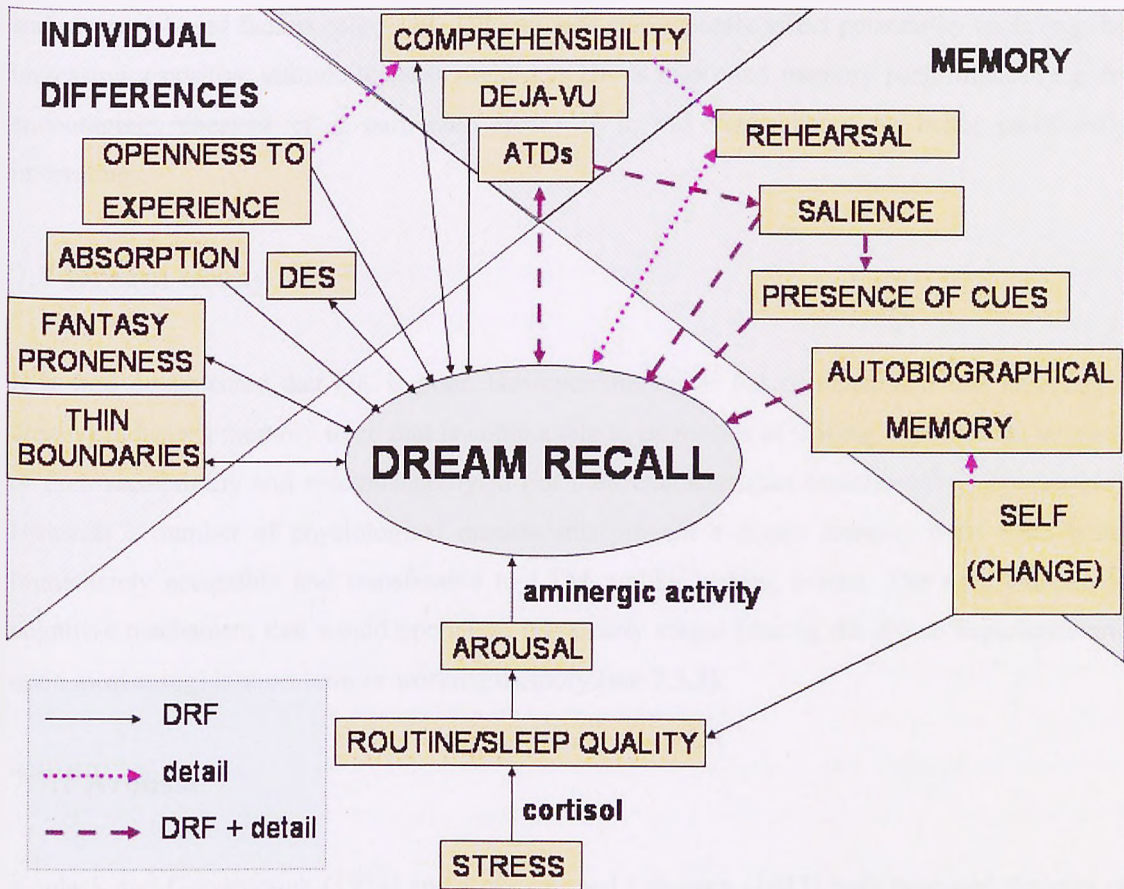 INDIVIDUAL
DIFFERENCES
COMPREHENSIBILITY
MEMORY
DEJA-VU
ATDs
REHEARSAL
OPENNESS TO
EXPERIENCE
SALIENCE
ABSORPTION
DES
PRESENCE OF CUES
FANTASY
PRONENESS
AUTOBIOGRAPHICAL
MEMORY
THIN
BOUNDARIES
DREAM RECALL
SELF
(CHANGE)
aminergic activity
AROUSAL
DRF
detail
DRF + detail
ROUTINE/SLEEP QUALITY
cortisol
STRESS